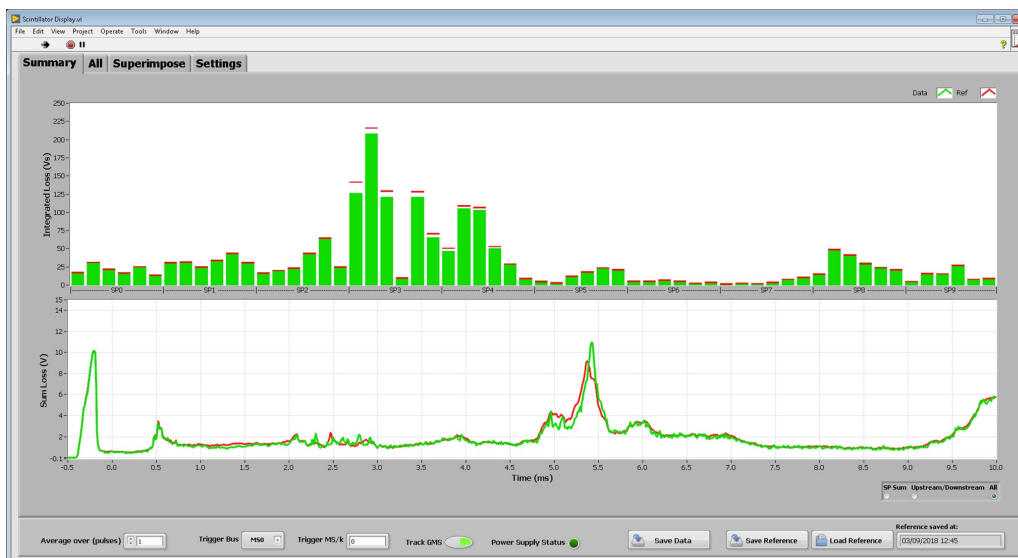 Scintillator Display.vi
File Edit View Project Operate Tools Window Help
Summary All Superimpose Settings
Data Ref
Integrated Loss (Vs)
250
225
200
175
150
125
100
75
50
25
0
SP0 SP1 SP2 SP3 SP4 SP5 SP6 SP7 SP8 SP9
Sum Loss (V)
15
14
12
10
8
6
4
2
-0.1
-0.5 0.0 0.5 1.0 1.5 2.0 2.5 3.0 3.5 4.0 4.5 5.0 5.5 6.0 6.5 7.0 7.5 8.0 8.5 9.0 9.5 10.0
Time (ms)
SP Sum Upstream/Downstream All
Average over (pulses) 1 Trigger Bus MS0 Trigger MS/k 0 Track GMS Power Supply Status Save Data Save Reference Load Reference
Reference saved at:
03/09/2018 12:45